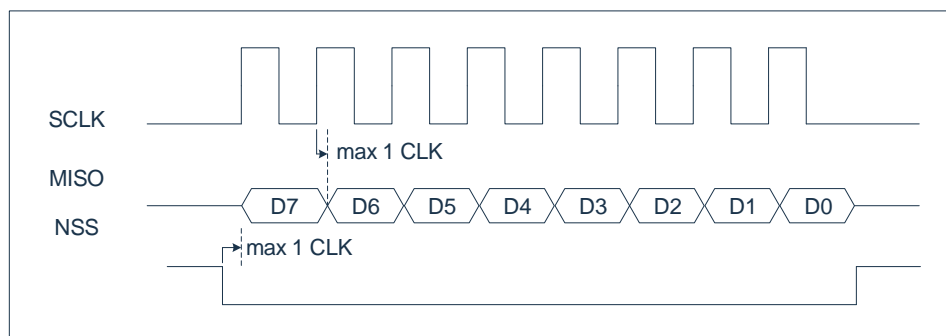 SCLK
max 1 CLK
MISO
D7 D6 D5 D4 D3 D2 D1 D0
NSS
max 1 CLK